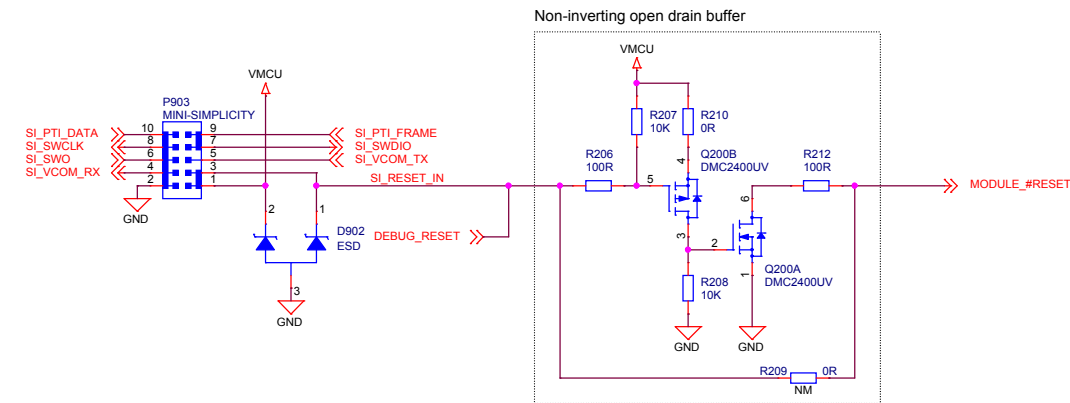 Non-inverting open drain buffer
VMCU
VMCU
P903
MINI-SIMPLICITY
R207
10K
R210
0R
SI_PTI_DATA
10
9
SI_PTI_FRAME
SI_SWCLK
8
7
SI_SWDIO
SI_SWO
6
5
SI_VCOM_TX
SI_VCOM_RX
4
3
2
1
SI_RESET_IN
R206
100R
4
Q200B
DMC2400UV
R212
100R
5
MODULE_#RESET
GND
2
1
D902
ESD
DEBUG_RESET
3
2
6
1
Q200A
DMC2400UV
R208
10K
3
GND
GND
GND
R209
0R
NM